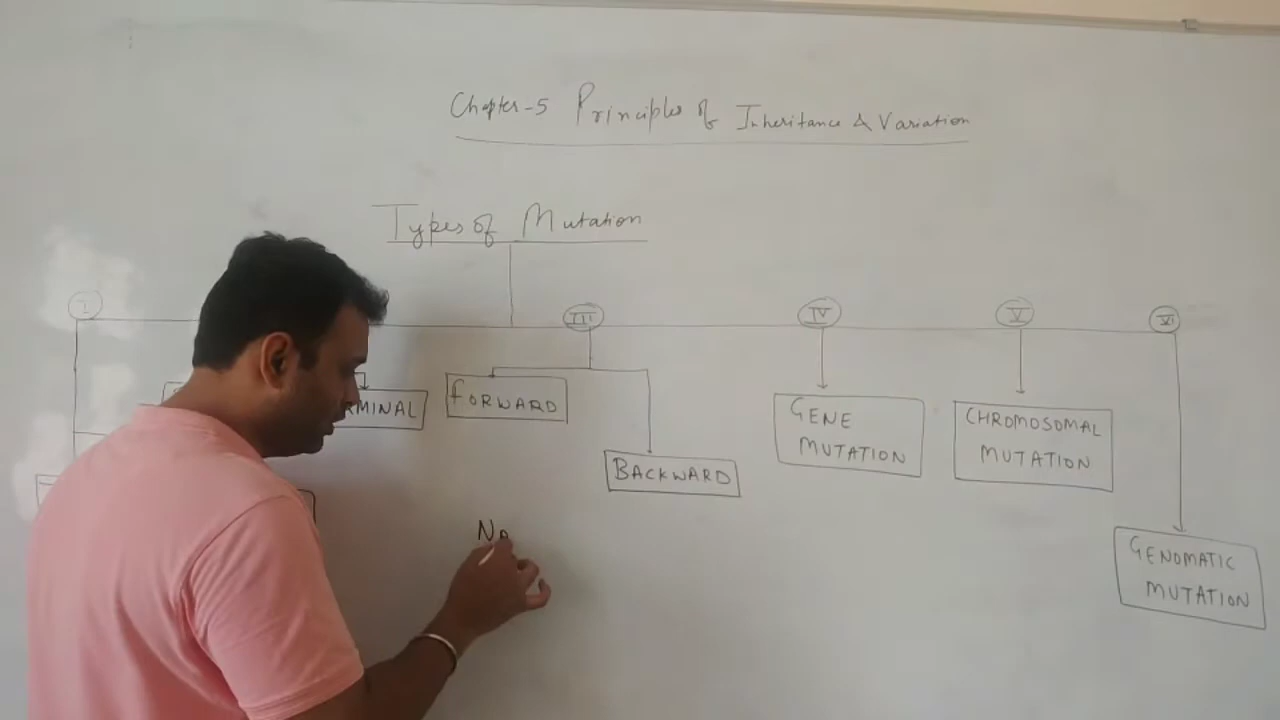 Chapter-5 Principles of Inheritance & Variation
Types of Mutation
I
III
IV
V
VI
RMINAL
FORWARD
BACKWARD
GENE
MUTATION
CHROMOSOMAL
MUTATION
GENOMATIC
MUTATION